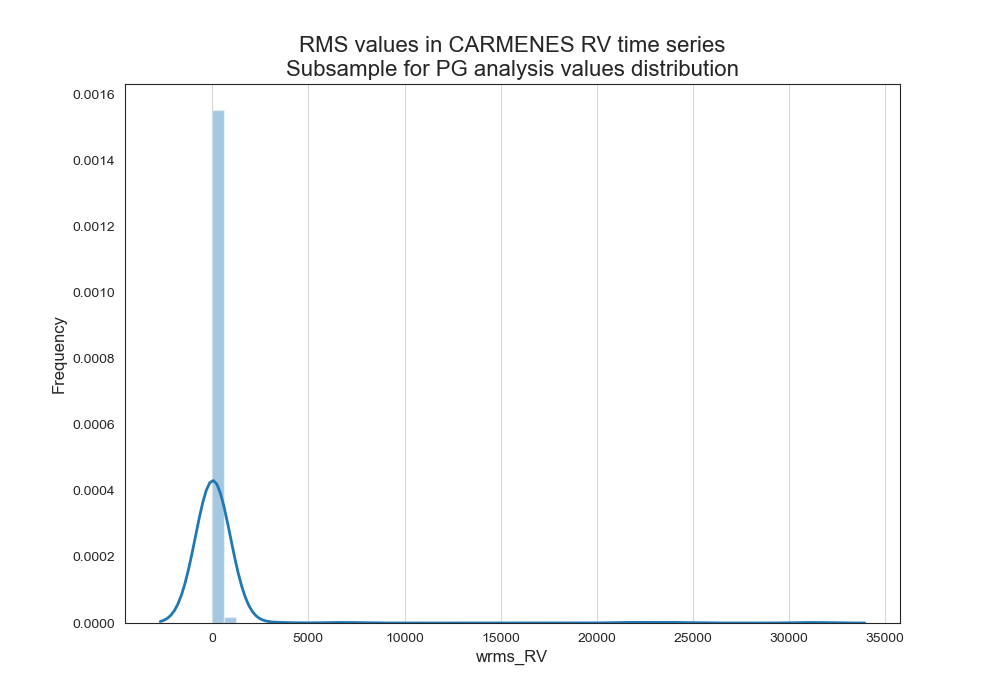 RMS values in CARMENES RV time series
Subsample for PG analysis values distribution
Frequency
0.0016
0.0014
0.0012
0.0010
0.0008
0.0006
0.0004
0.0002
0.0000
0 5000 10000 15000 20000 25000 30000 35000
wrms_RV